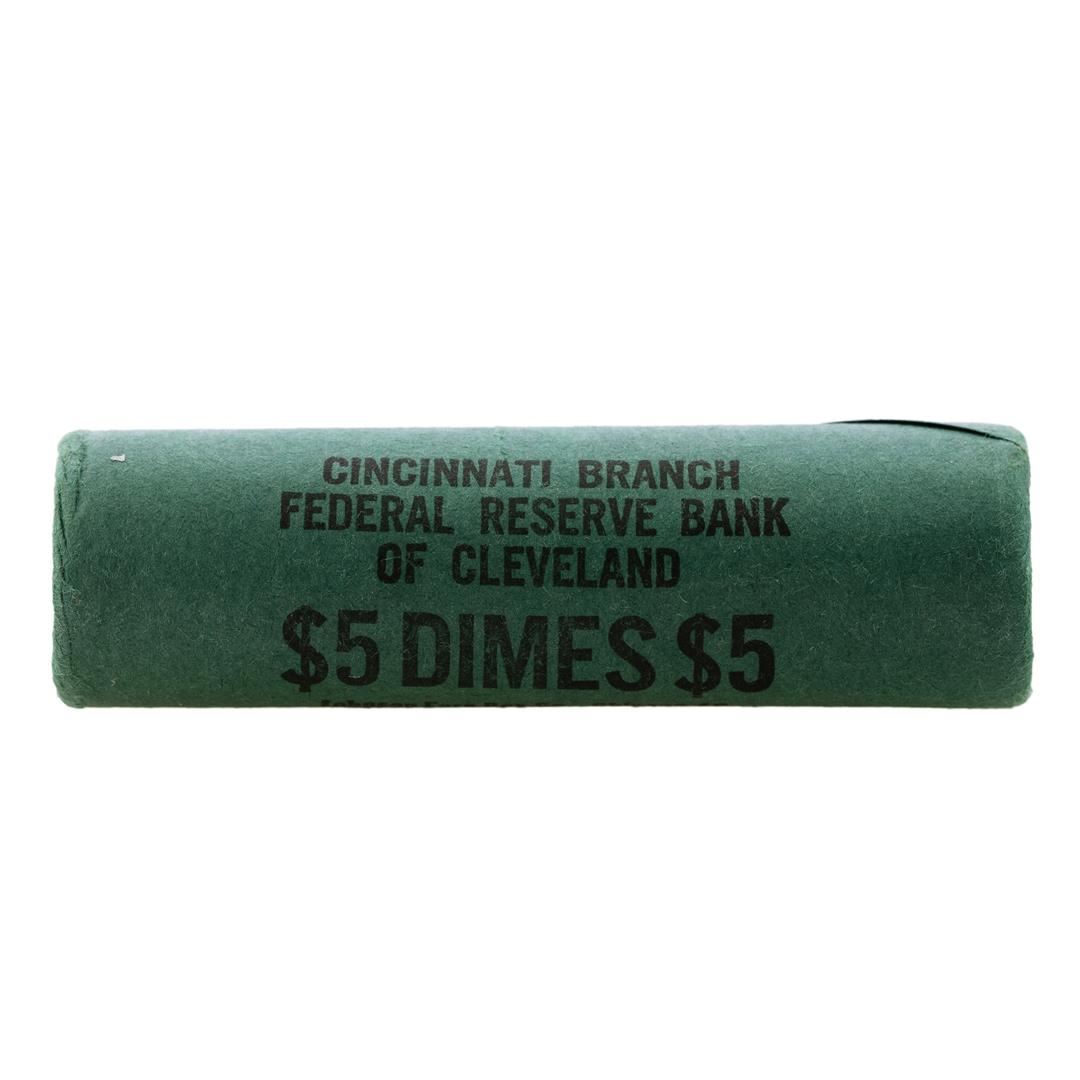 CINCINNATI BRANCH
FEDERAL RESERVE BANK
OF CLEVELAND
$5 DIMES $5